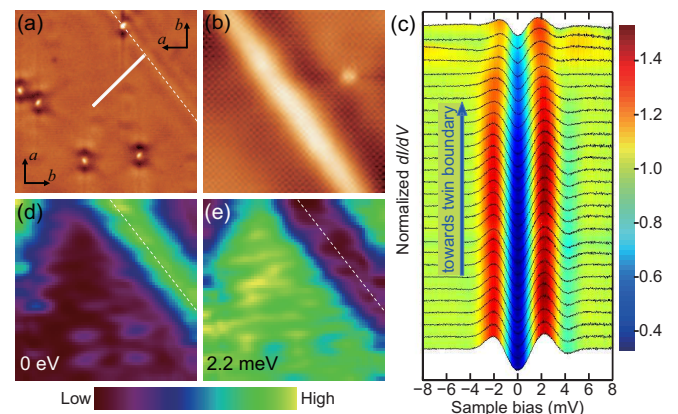 (a)
b
a
a
b
(b)
(c)
Normalized dI/dV
towards twin boundary
1.4
1.2
1.0
0.8
0.6
0.4
−8 −6 −4 −2 0 2 4 6 8
Sample bias (mV)
(d)
0 eV
(e)
2.2 meV
Low
High